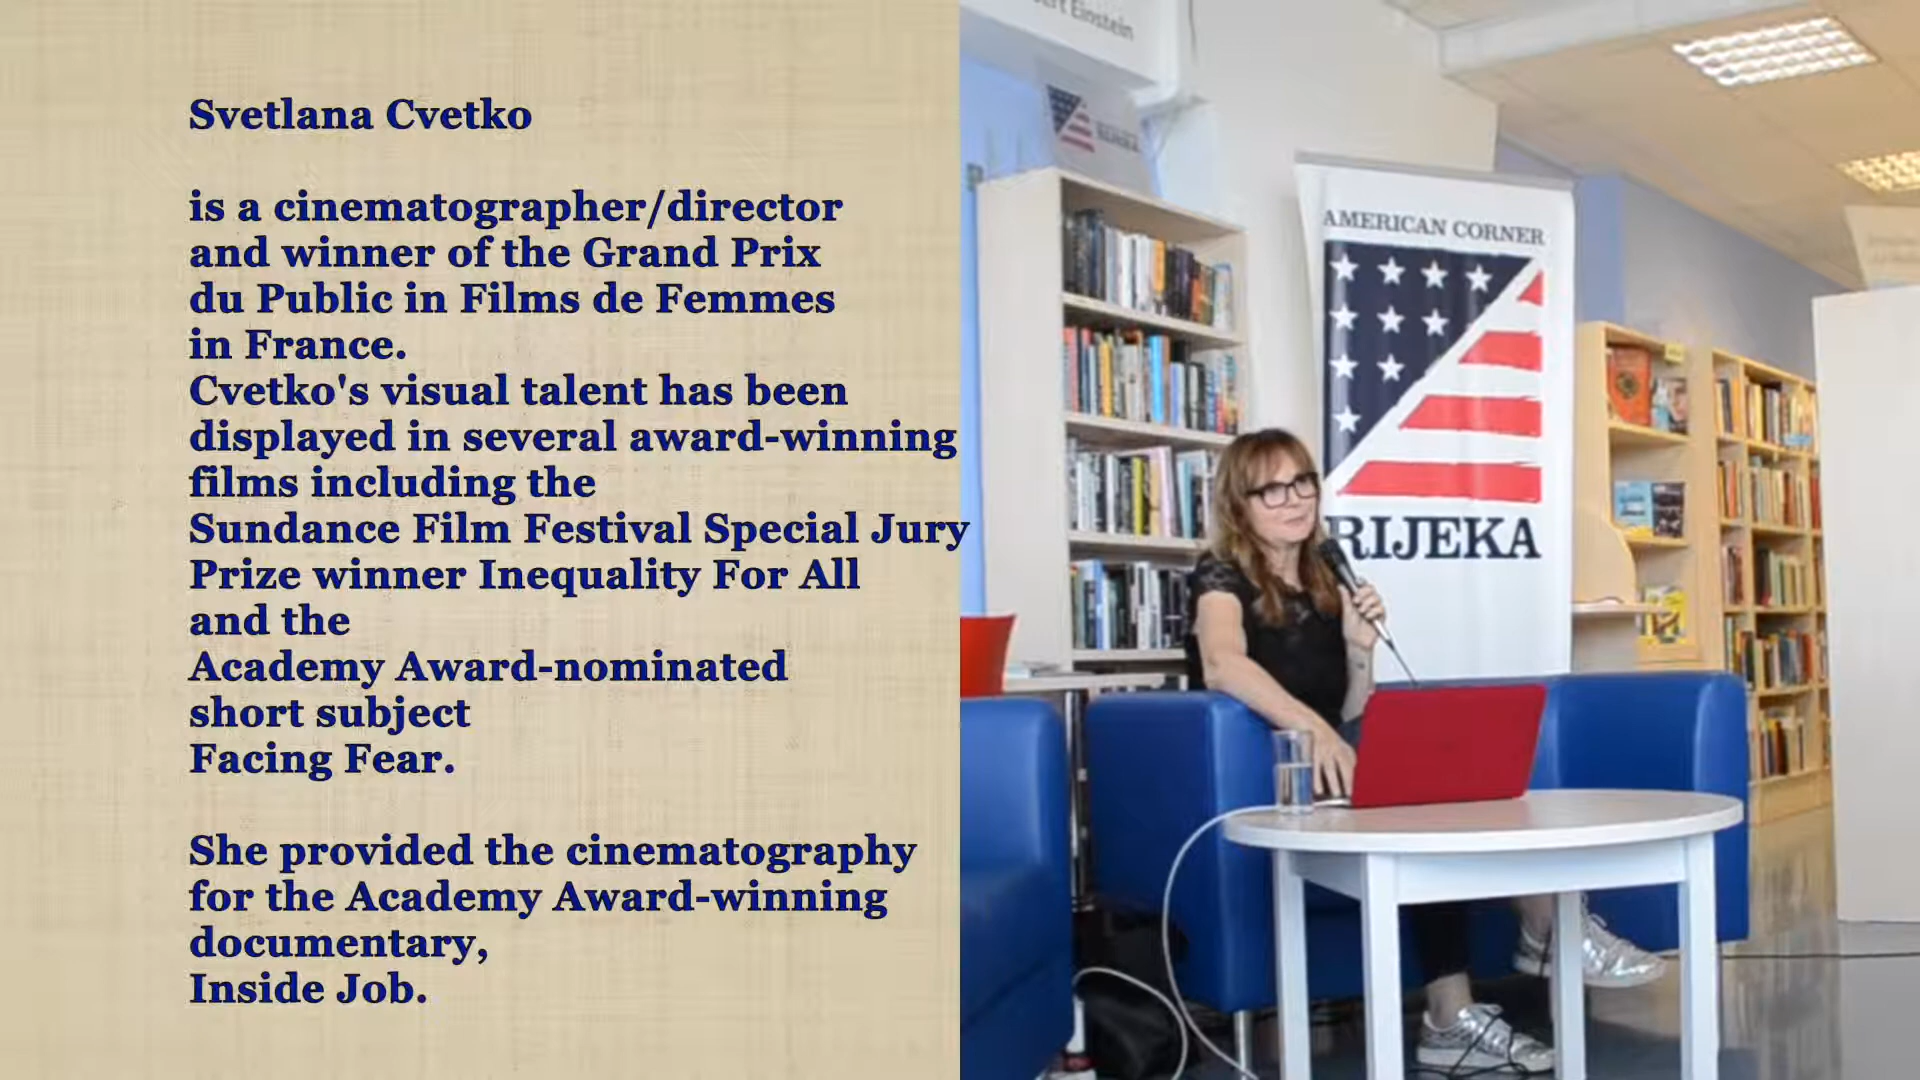 Svetlana Cvetko
is a cinematographer/director
and winner of the Grand Prix
du Public in Films de Femmes
in France.
Cvetko's visual talent has been
displayed in several award-winning
films including the
Sundance Film Festival Special Jury
Prize winner Inequality For All
and the
Academy Award-nominated
short subject
Facing Fear.
She provided the cinematography
for the Academy Award-winning
documentary,
Inside Job.
Einstein
AMERICAN CORNER
RIJEKA